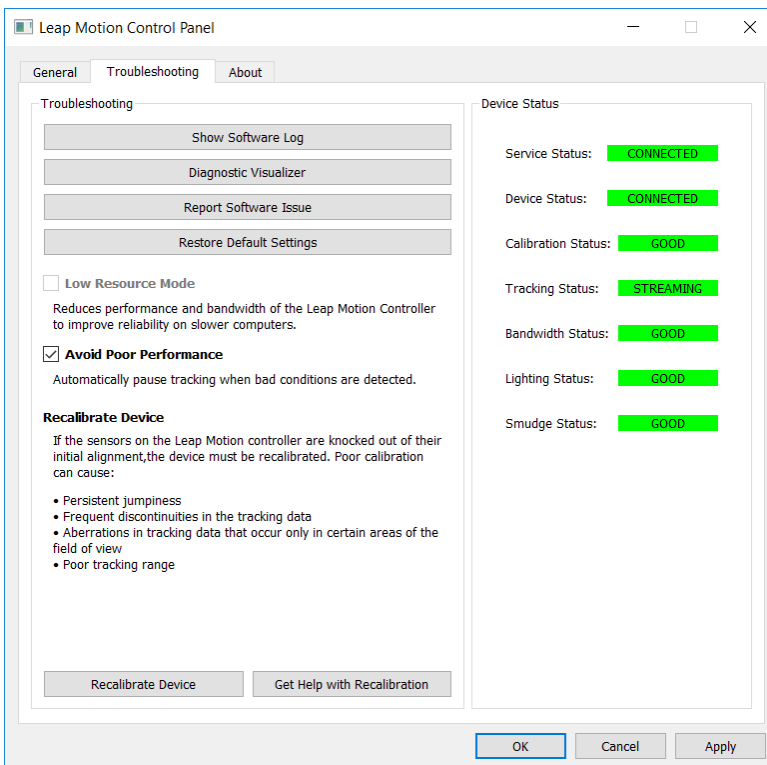 Leap Motion Control Panel
General Troubleshooting About
Troubleshooting
Show Software Log
Diagnostic Visualizer
Report Software Issue
Restore Default Settings
Low Resource Mode
Reduces performance and bandwidth of the Leap Motion Controller
to improve reliability on slower computers.
Avoid Poor Performance
Automatically pause tracking when bad conditions are detected.
Recalibrate Device
If the sensors on the Leap Motion controller are knocked out of their
initial alignment,the device must be recalibrated. Poor calibration
can cause:
• Persistent jumpiness
• Frequent discontinuities in the tracking data
• Aberrations in tracking data that occur only in certain areas of the
field of view
• Poor tracking range
Recalibrate Device Get Help with Recalibration
Device Status
Service Status: CONNECTED
Device Status: CONNECTED
Calibration Status: GOOD
Tracking Status: STREAMING
Bandwidth Status: GOOD
Lighting Status: GOOD
Smudge Status: GOOD
OK Cancel Apply